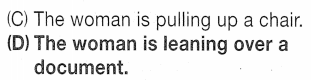 (C) The woman is pulling up a chair.
(D) The woman is leaning over a
document.